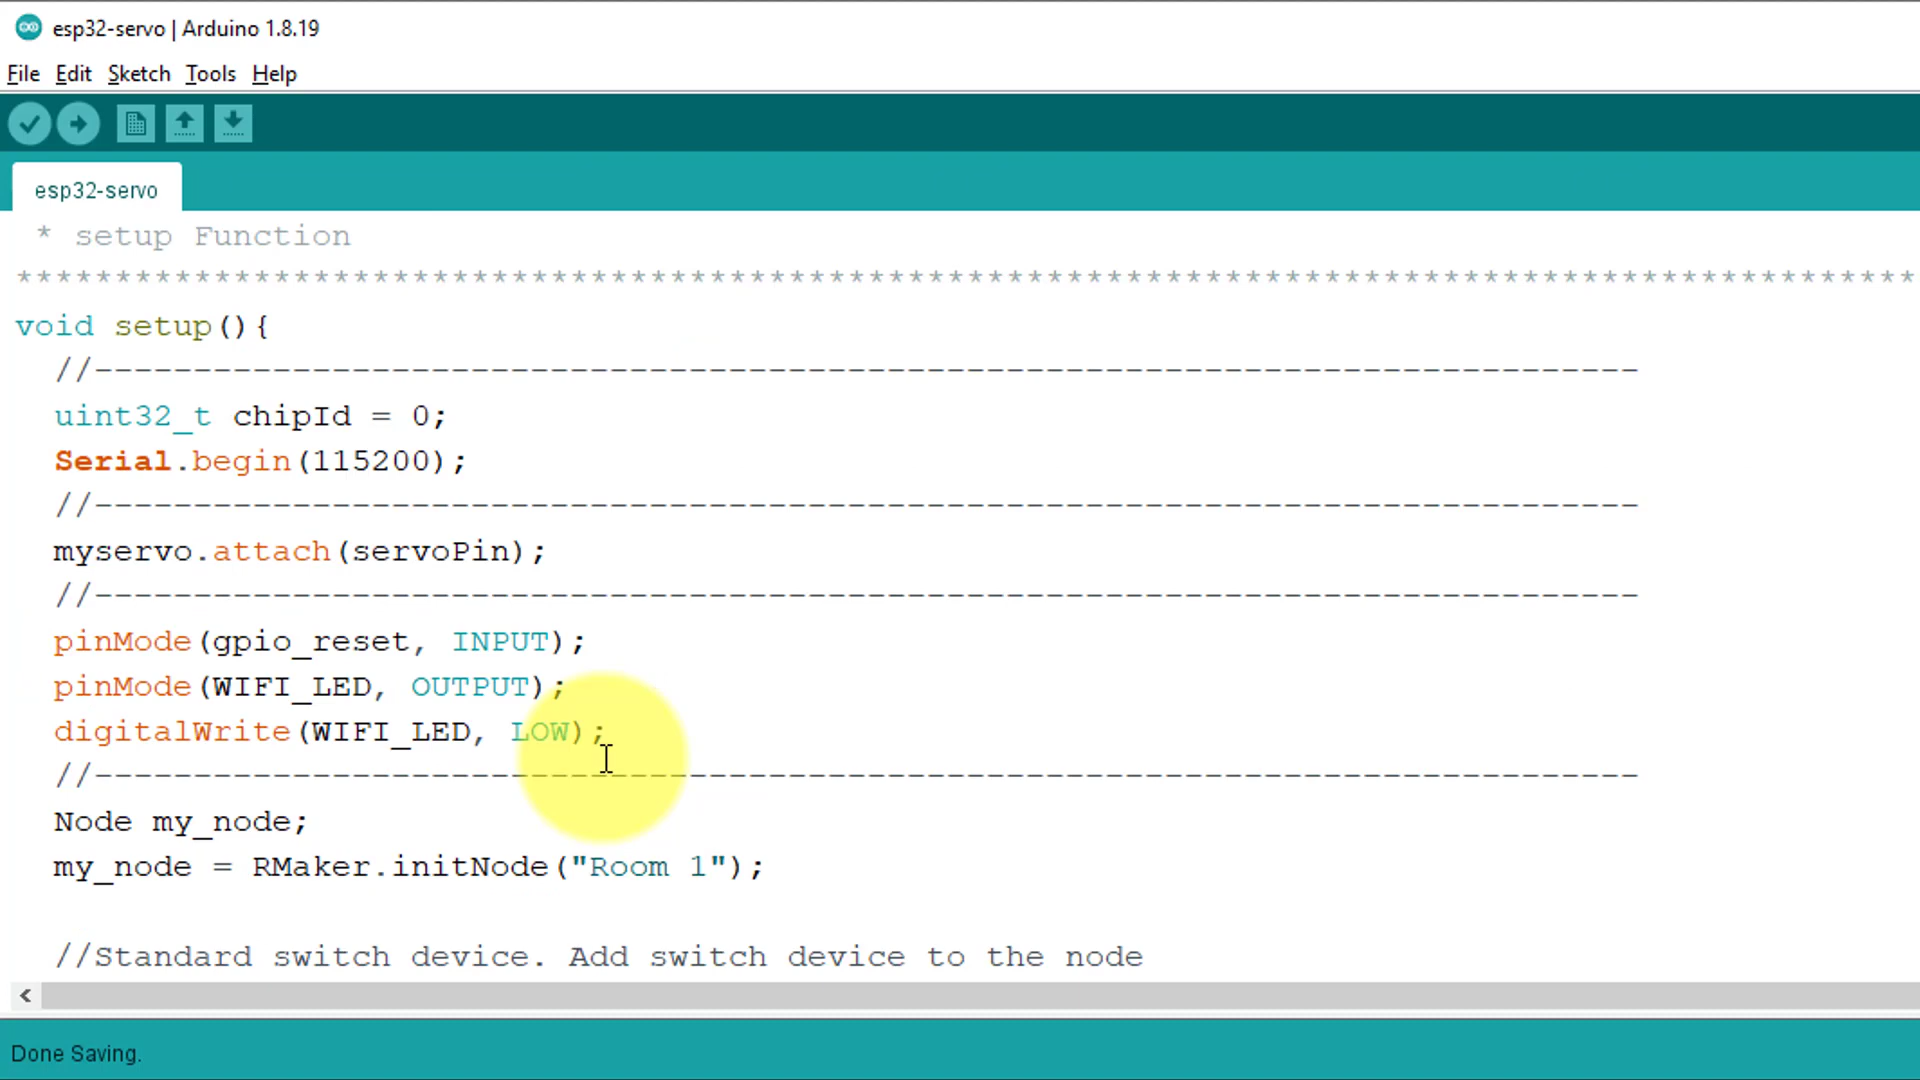 esp32-servo | Arduino 1.8.19
File Edit Sketch Tools Help
esp32-servo
* setup Function
************************************************************************************************
void setup(){
//------------------------------------------------------------------------------
uint32_t chipId = 0;
Serial.begin(115200);
//------------------------------------------------------------------------------
myservo.attach(servoPin);
//------------------------------------------------------------------------------
pinMode(gpio_reset, INPUT);
pinMode(WIFI_LED, OUTPUT);
digitalWrite(WIFI_LED, LOW);
//------------------------------------------------------------------------------
Node my_node;
my_node = RMaker.initNode("Room 1");
//Standard switch device. Add switch device to the node
Done Saving.